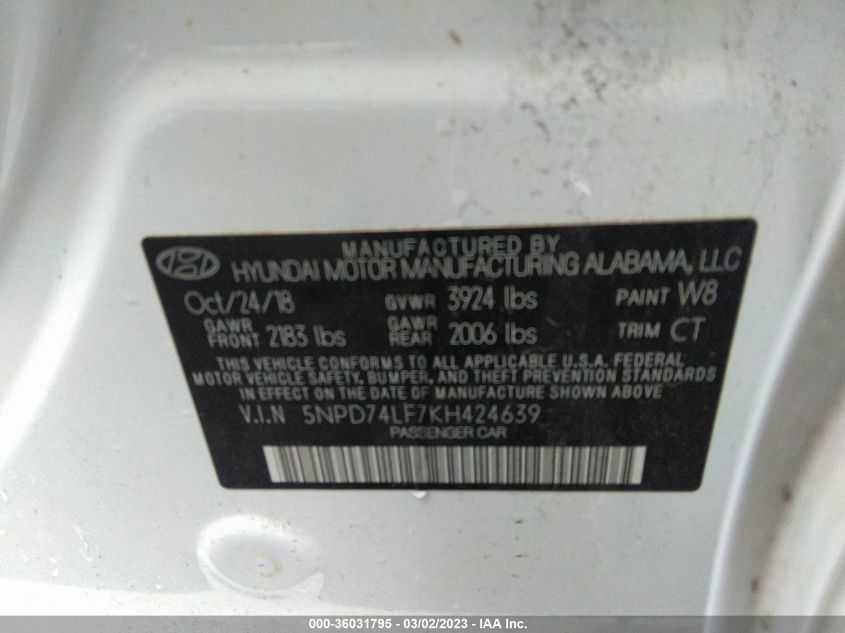 MANUFACTURED BY
HYUNDAI MOTOR MANUFACTURING ALABAMA, LLC
Oct/24/18 GVWR 3924 lbs PAINT W8
GAWR FRONT 2183 lbs GAWR REAR 2006 lbs TRIM CT
THIS VEHICLE CONFORMS TO ALL APPLICABLE U.S.A. FEDERAL
MOTOR VEHICLE SAFETY, BUMPER, AND THEFT PREVENTION STANDARDS
IN EFFECT ON THE DATE OF MANUFACTURE SHOWN ABOVE
V.I.N 5NPD74LF7KH424639
PASSENGER CAR
000-36031795 - 03/02/2023 - IAA Inc.